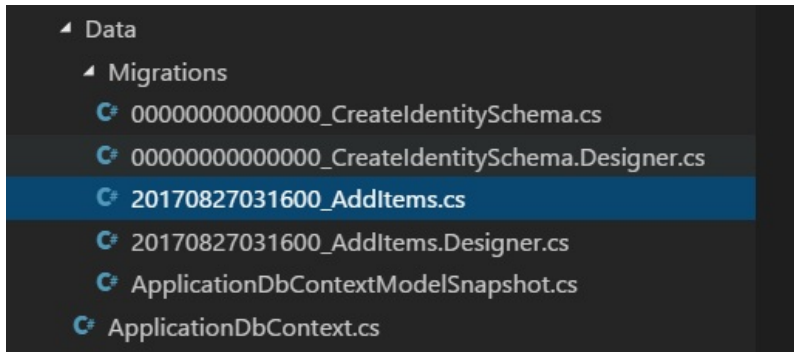 Data
Migrations
C# 00000000000000_CreateIdentitySchema.cs
C# 00000000000000_CreateIdentitySchema.Designer.cs
C# 20170827031600_AddItems.cs
C# 20170827031600_AddItems.Designer.cs
C# ApplicationDbContextModelSnapshot.cs
C# ApplicationDbContext.cs